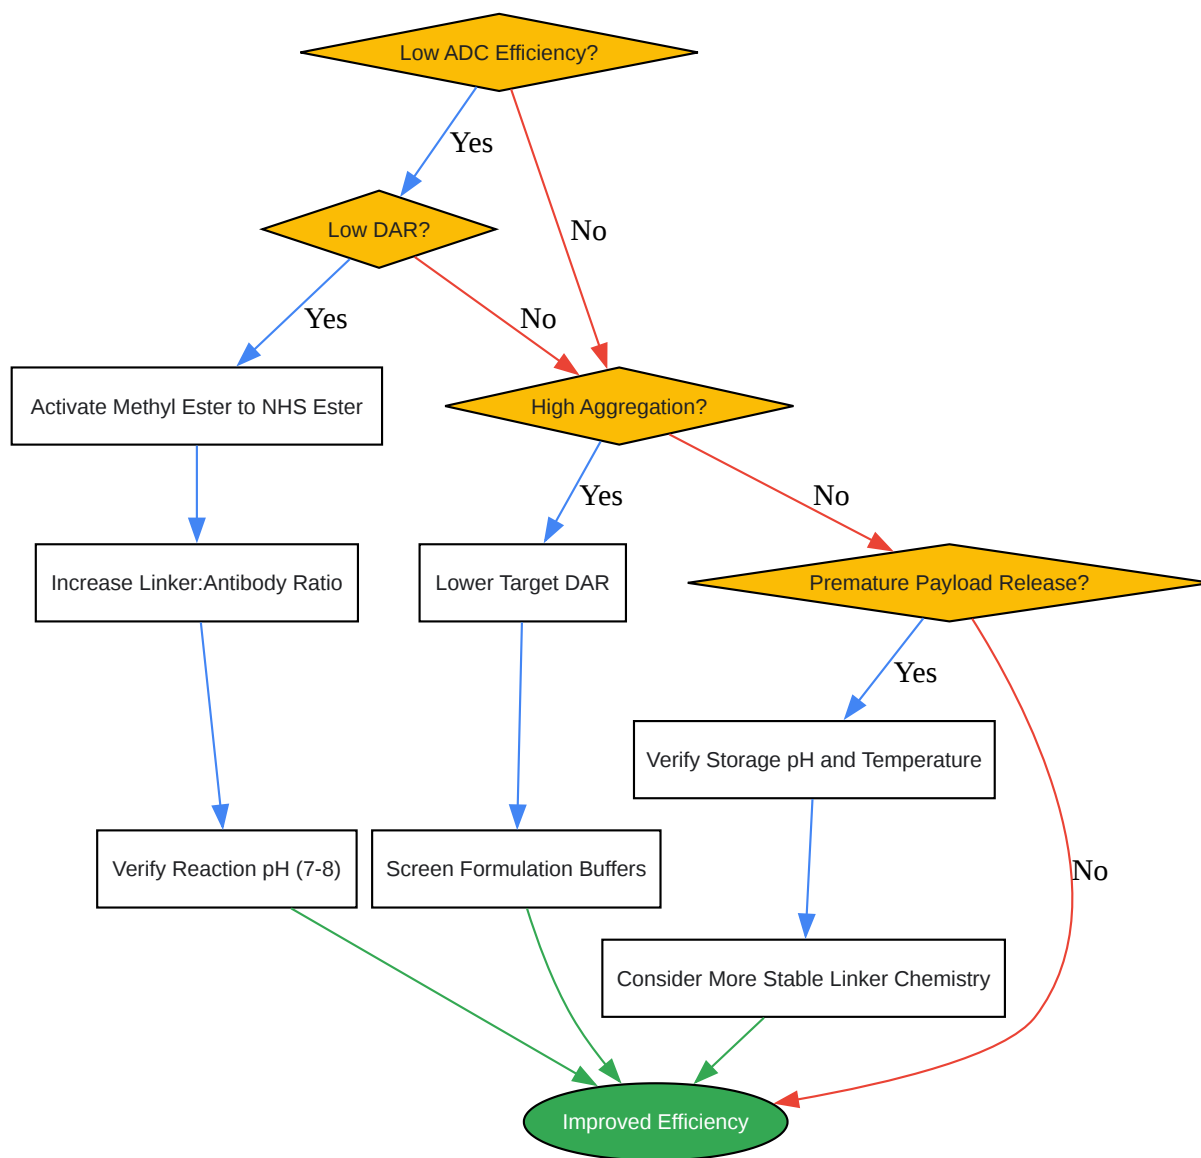 Low ADC Efficiency?
Yes
No
Low DAR?
Yes
No
Activate Methyl Ester to NHS Ester
High Aggregation?
Yes
No
Increase Linker:Antibody Ratio
Lower Target DAR
Premature Payload Release?
Yes
Verify Storage pH and Temperature
Verify Reaction pH (7-8)
Screen Formulation Buffers
No
Consider More Stable Linker Chemistry
Improved Efficiency